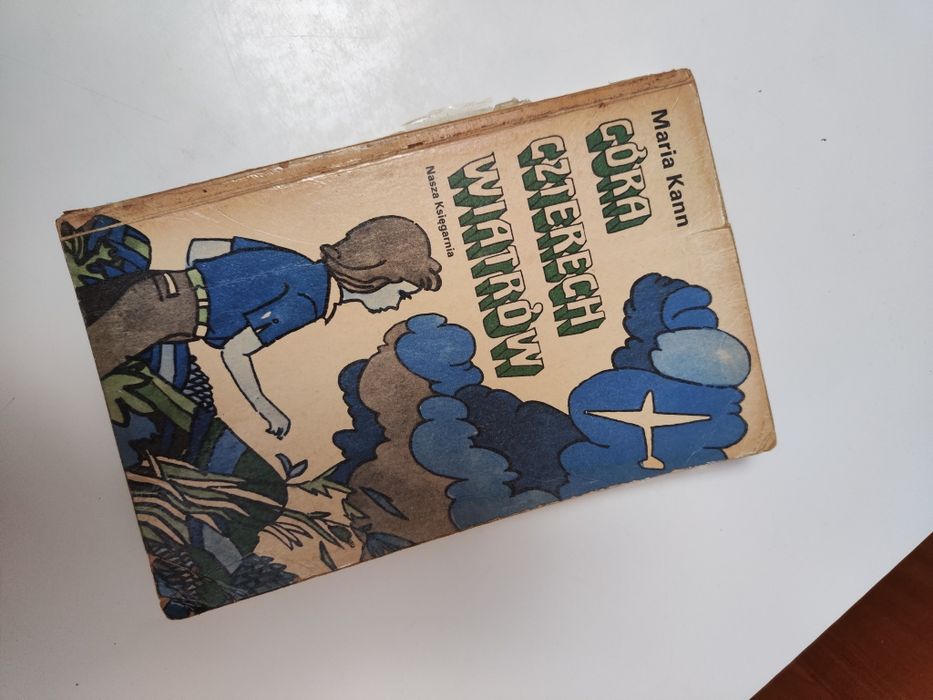 Maria Kann
GÓRA
CZTERECH
WIATRÓW
Nasza Księgarnia